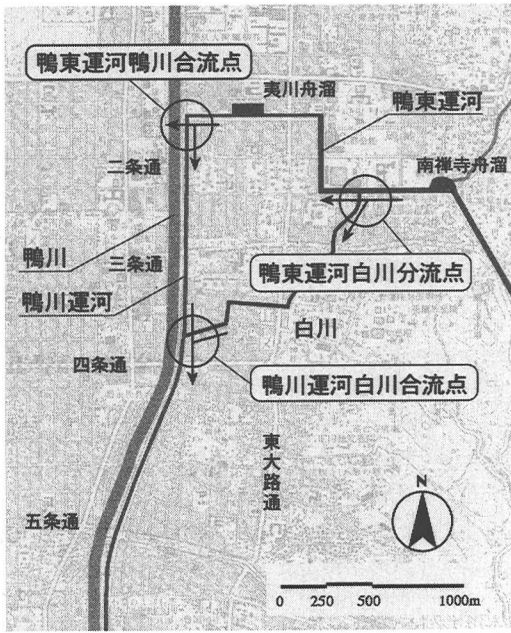 鴨東運河鴨川合流点
夷川舟溜
鴨東運河
二条通
南禅寺舟溜
鴨川
三条通
鴨東運河白川分流点
鴨川運河
白川
四条通
鴨川運河白川合流点
東大路通
五条通
N
0 250 500 1000m